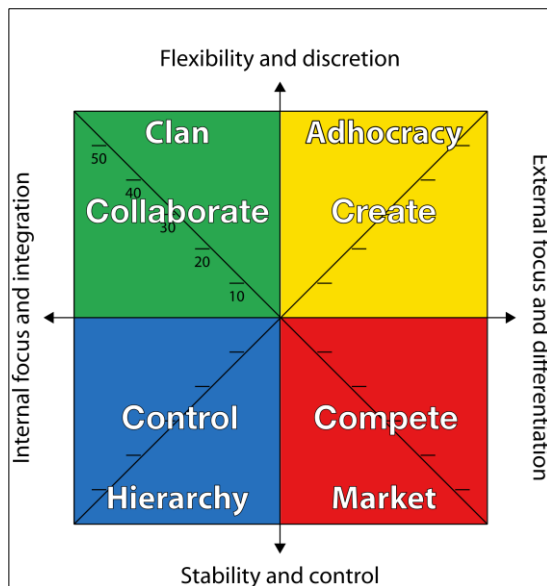 Flexibility and discretion
Clan
Adhocracy
50
40
Collaborate
Create
30
20
10
Internal focus and integration
External focus and differentiation
Control
Compete
Hierarchy
Market
Stability and control